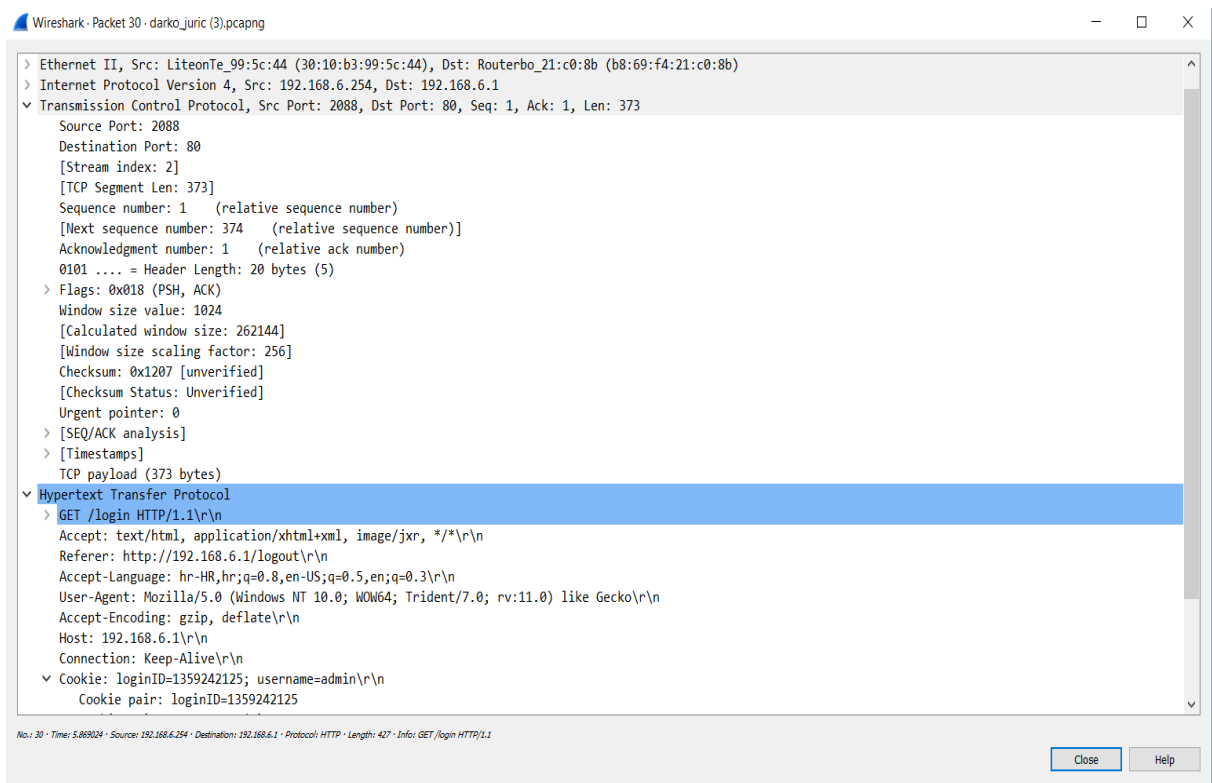 Wireshark · Packet 30 · darko_juric (3).pcapng
Ethernet II, Src: LiteonTe_99:5c:44 (30:10:b3:99:5c:44), Dst: Routerbo_21:c0:8b (b8:69:f4:21:c0:8b)
Internet Protocol Version 4, Src: 192.168.6.254, Dst: 192.168.6.1
Transmission Control Protocol, Src Port: 2088, Dst Port: 80, Seq: 1, Ack: 1, Len: 373
Source Port: 2088
Destination Port: 80
[Stream index: 2]
[TCP Segment Len: 373]
Sequence number: 1    (relative sequence number)
[Next sequence number: 374    (relative sequence number)]
Acknowledgment number: 1    (relative ack number)
0101 .... = Header Length: 20 bytes (5)
Flags: 0x018 (PSH, ACK)
Window size value: 1024
[Calculated window size: 262144]
[Window size scaling factor: 256]
Checksum: 0x1207 [unverified]
[Checksum Status: Unverified]
Urgent pointer: 0
[SEQ/ACK analysis]
[Timestamps]
TCP payload (373 bytes)
Hypertext Transfer Protocol
GET /login HTTP/1.1\r\n
Accept: text/html, application/xhtml+xml, image/jxr, */*\r\n
Referer: http://192.168.6.1/logout\r\n
Accept-Language: hr-HR,hr;q=0.8,en-US;q=0.5,en;q=0.3\r\n
User-Agent: Mozilla/5.0 (Windows NT 10.0; WOW64; Trident/7.0; rv:11.0) like Gecko\r\n
Accept-Encoding: gzip, deflate\r\n
Host: 192.168.6.1\r\n
Connection: Keep-Alive\r\n
Cookie: loginID=1359242125; username=admin\r\n
Cookie pair: loginID=1359242125
No.: 30 · Time: 5.869024 · Source: 192.168.6.254 · Destination: 192.168.6.1 · Protocol: HTTP · Length: 427 · Info: GET /login HTTP/1.1
Close
Help